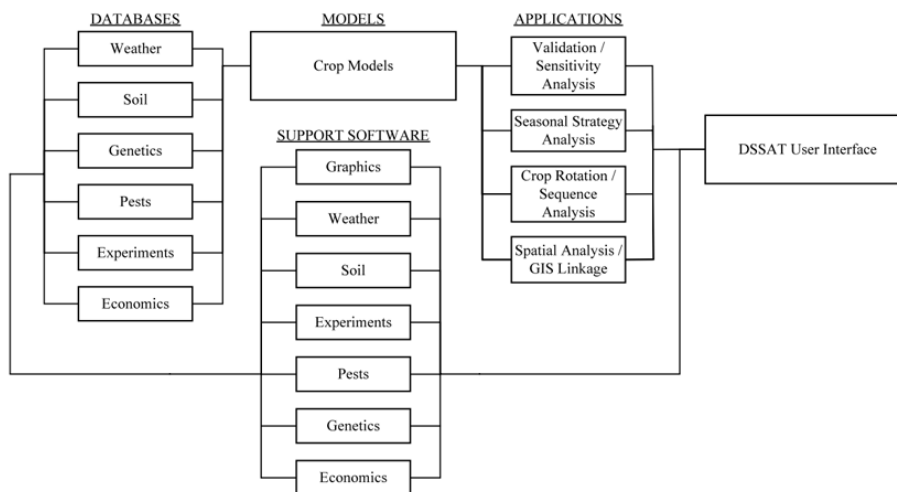 DATABASES
Weather
Soil
Genetics
Pests
Experiments
Economics
MODELS
Crop Models
SUPPORT SOFTWARE
Graphics
Weather
Soil
Experiments
Pests
Genetics
Economics
APPLICATIONS
Validation /
Sensitivity
Analysis
Seasonal Strategy
Analysis
Crop Rotation /
Sequence
Analysis
Spatial Analysis /
GIS Linkage
DSSAT User Interface